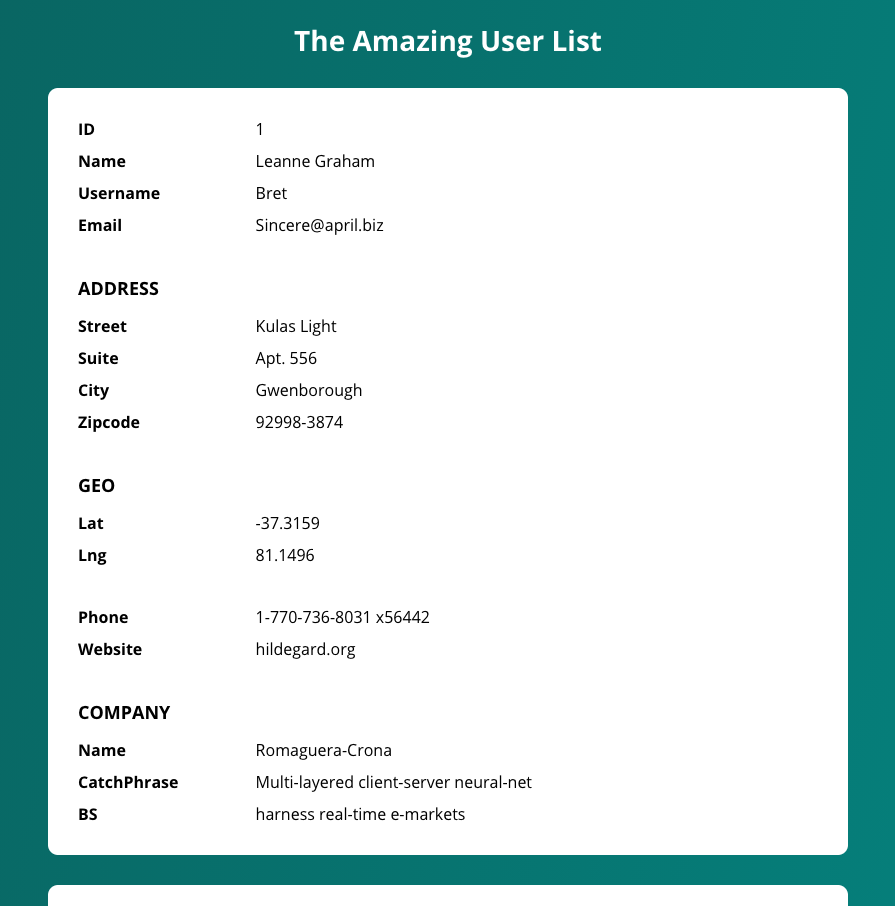 The Amazing User List
ID 1
Name Leanne Graham
Username Bret
Email Sincere@april.biz
ADDRESS
Street Kulas Light
Suite Apt. 556
City Gwenborough
Zipcode 92998-3874
GEO
Lat -37.3159
Lng 81.1496
Phone 1-770-736-8031 x56442
Website hildegard.org
COMPANY
Name Romaguera-Crona
CatchPhrase Multi-layered client-server neural-net
BS harness real-time e-markets